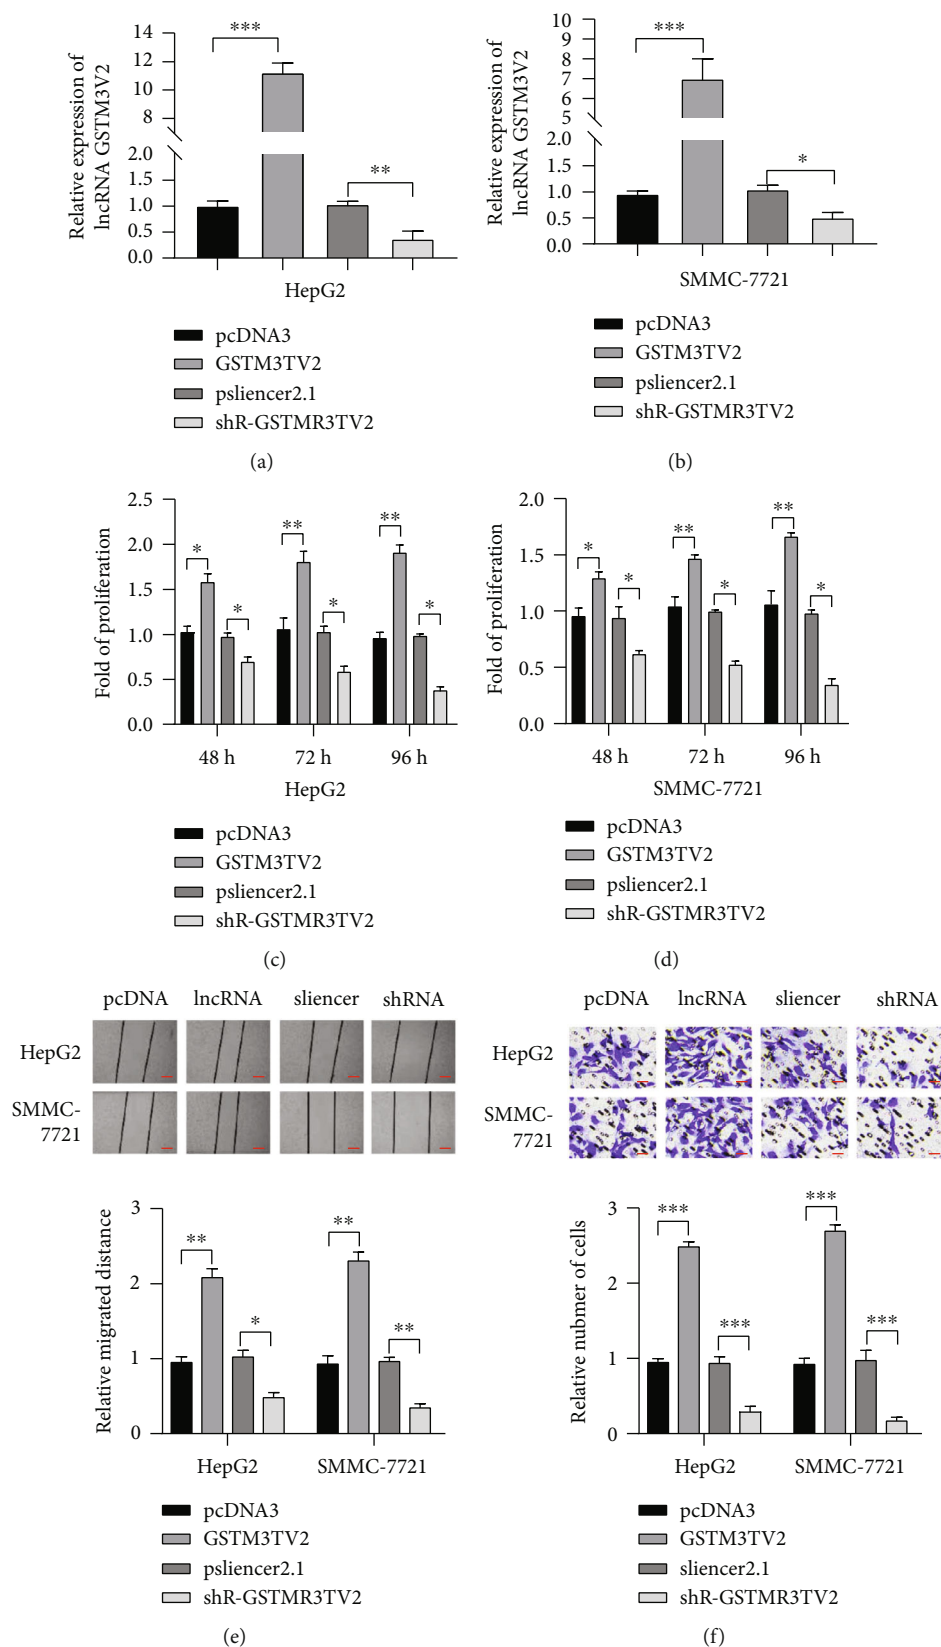 ***
14
12
10
8
2.0
1.5
1.0
0.5
0.0
**
Relative expression of
lncRNA GSTM3V2
HepG2
pcDNA3
GSTM3TV2
psliencer2.1
shR-GSTMR3TV2
(a)
***
10
9
8
7
6
5
2.0
1.5
1.0
0.5
0.0
*
Relative expression of
lncRNA GSTM3V2
SMMC-7721
pcDNA3
GSTM3TV2
psliencer2.1
shR-GSTMR3TV2
(b)
2.5
2.0
1.5
1.0
0.5
0.0
* * ** * ** *
Fold of proliferation
48 h 72 h 96 h
HepG2
pcDNA3
GSTM3TV2
psliencer2.1
shR-GSTMR3TV2
(c)
2.0
1.5
1.0
0.5
0.0
* * ** * ** *
Fold of proliferation
48 h 72 h 96 h
SMMC-7721
pcDNA3
GSTM3TV2
psliencer2.1
shR-GSTMR3TV2
(d)
pcDNA lncRNA sliencer shRNA
HepG2
SMMC-
7721
3
2
1
0
** * ** **
Relative migrated distance
HepG2 SMMC-7721
pcDNA3
GSTM3TV2
psliencer2.1
shR-GSTMR3TV2
(e)
pcDNA lncRNA sliencer shRNA
HepG2
SMMC-
7721
3
2
1
0
*** *** *** ***
Relative nubmer of cells
HepG2 SMMC-7721
pcDNA3
GSTM3TV2
sliencer2.1
shR-GSTMR3TV2
(f)